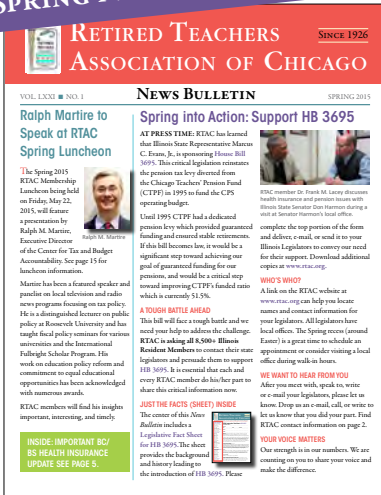 RETIRED TEACHERS
SINCE 1926
ASSOCIATION OF CHICAGO
VOL. LXXI ■ NO. 1
NEWS BULLETIN
SPRING 2015
Ralph Martire to
Speak at RTAC
Spring Luncheon
The Spring 2015
RTAC Membership
Luncheon being held
on Friday, May 22,
2015, will feature
a presentation by
Ralph M. Martire,
Executive Director
of the Center for Tax and Budget
Accountability. See page 15 for
luncheon information.
Ralph M. Martire
Martire has been a featured speaker and
panelist on local television and radio
news programs focusing on tax policy.
He is a distinguished lecturer on public
policy at Roosevelt University and has
taught fiscal policy seminars for various
universities and the International
Fulbright Scholar Program. His
work on education policy reform and
commitment to equal educational
opportunities has been acknowledged
with numerous awards.
RTAC members will find his insights
important, interesting, and timely.
INSIDE: IMPORTANT BC/
BS HEALTH INSURANCE
UPDATE SEE PAGE 5.
Spring into Action: Support HB 3695
AT PRESS TIME: RTAC has learned
that Illinois State Representative Marcus
C. Evans, Jr., is sponsoring House Bill
3695. This critical legislation reinstates
the pension tax levy diverted from
the Chicago Teachers' Pension Fund
(CTPF) in 1995 to fund the CPS
operating budget.
Until 1995 CTPF had a dedicated
pension levy which provided guaranteed
funding and ensured stable retirements.
If this bill becomes law, it would be a
significant step toward achieving our
goal of guaranteed funding for our
pensions, and would be a critical step
toward improving CTPF's funded ratio
which is currently 51.5%.
A TOUGH BATTLE AHEAD
This bill will face a tough battle and we
need your help to address the challenge.
RTAC is asking all 8,500+ Illinois
Resident Members to contact their state
legislators and persuade them to support
HB 3695. It is essential that each and
every RTAC member do his/her part to
share this critical information now.
JUST THE FACTS (SHEET) INSIDE
The center of this News
Bulletin includes a
Legislative Fact Sheet
for HB 3695. The sheet
provides the background
and history leading to
the introduction of HB 3695. Please
RTAC member Dr. Frank M. Lacey discusses
health insurance and pension issues with
Illinois State Senator Don Harmon during a
visit at Senator Harmon's local office.
complete the top portion of the form
and deliver, e-mail, or send it to your
Illinois Legislators to convey our need
for their support. Download additional
copies at www.rtac.org.
WHO'S WHO?
A link on the RTAC website at
www.rtac.org can help you locate
names and contact information for
your legislators. All legislators have
local offices. The Spring recess (around
Easter) is a great time to schedule an
appointment or consider visiting a local
office during walk-in hours.
WE WANT TO HEAR FROM YOU
After you meet with, speak to, write
or e-mail your legislators, please let us
know. Drop us an e-mail, call, or write to
let us know that you did your part. Find
RTAC contact information on page 2.
YOUR VOICE MATTERS
Our strength is in our numbers. We are
counting on you to share your voice and
make the difference.